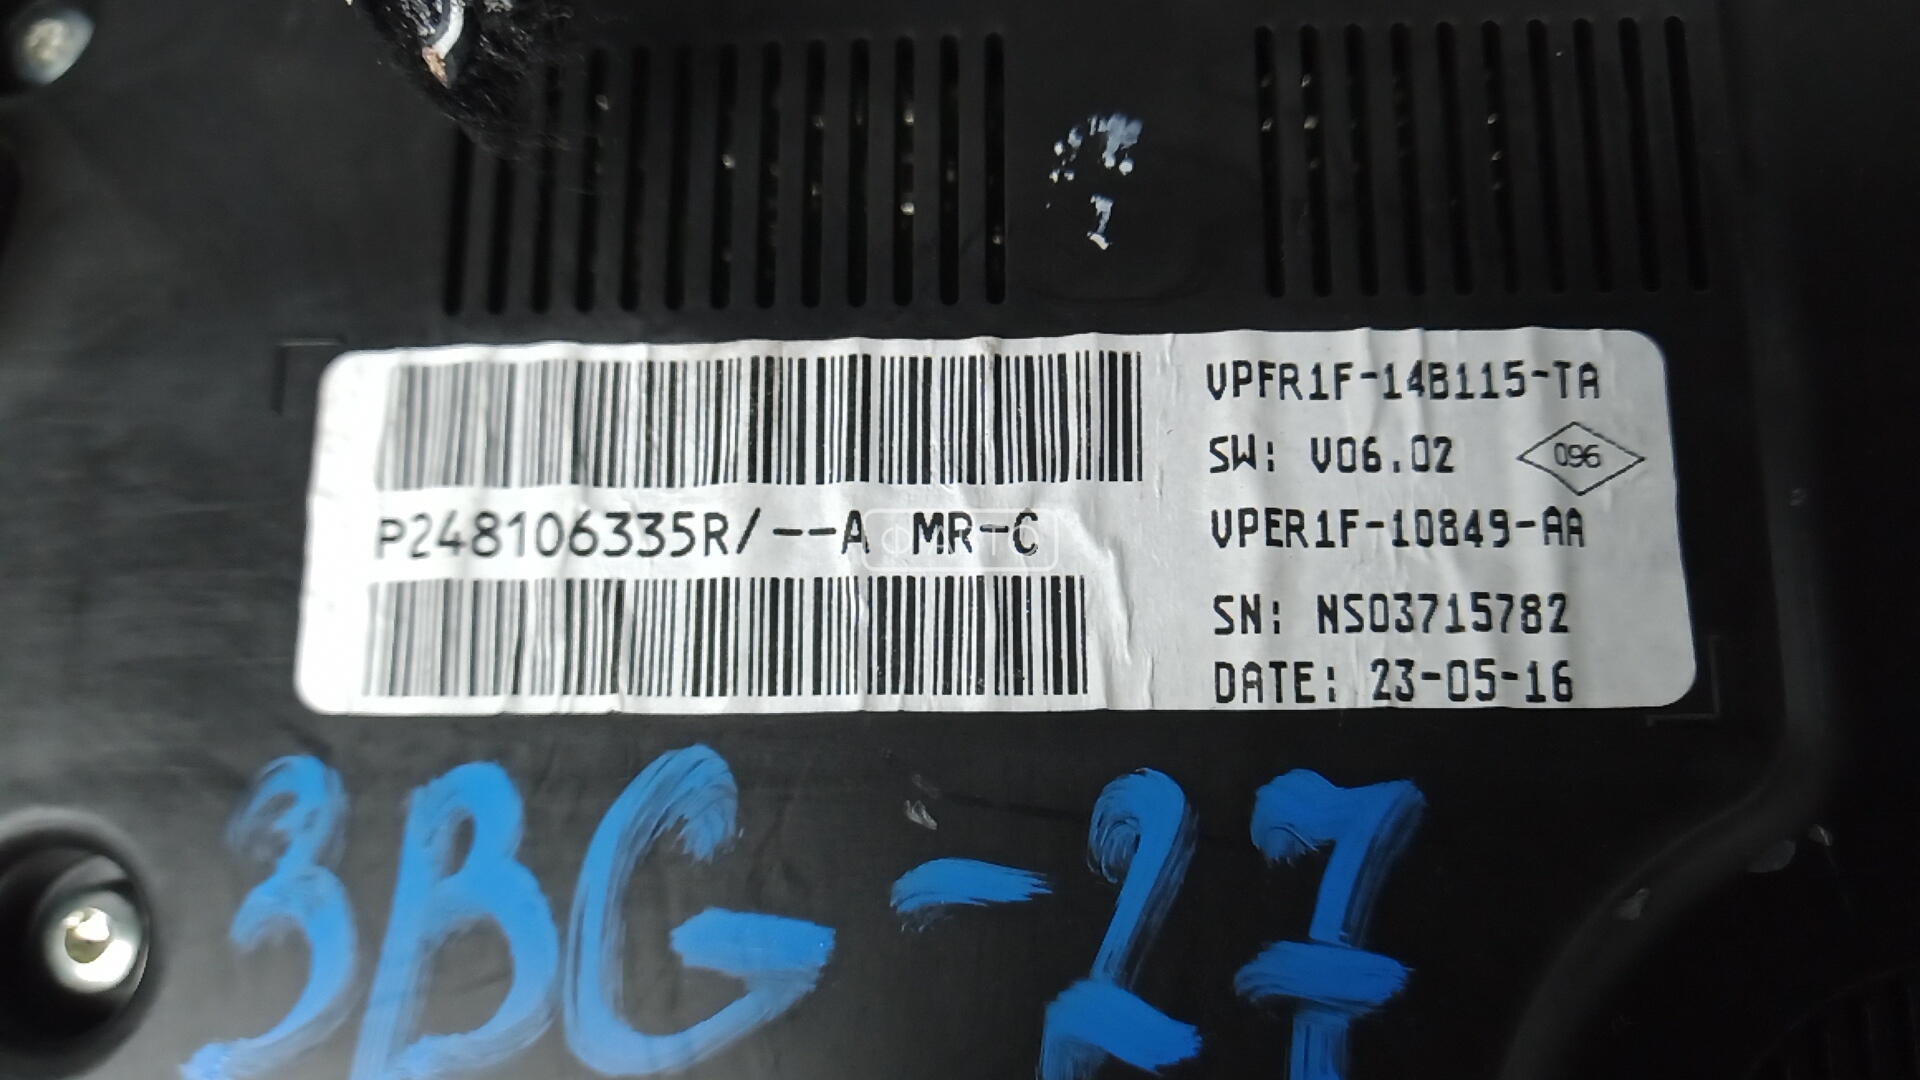 VPFR1F-14B115-TA
SW: V06.02
096
P248106335R/--A MR-C
VPER1F-10849-AA
SN: NS03715782
DATE: 23-05-16
3BG-27